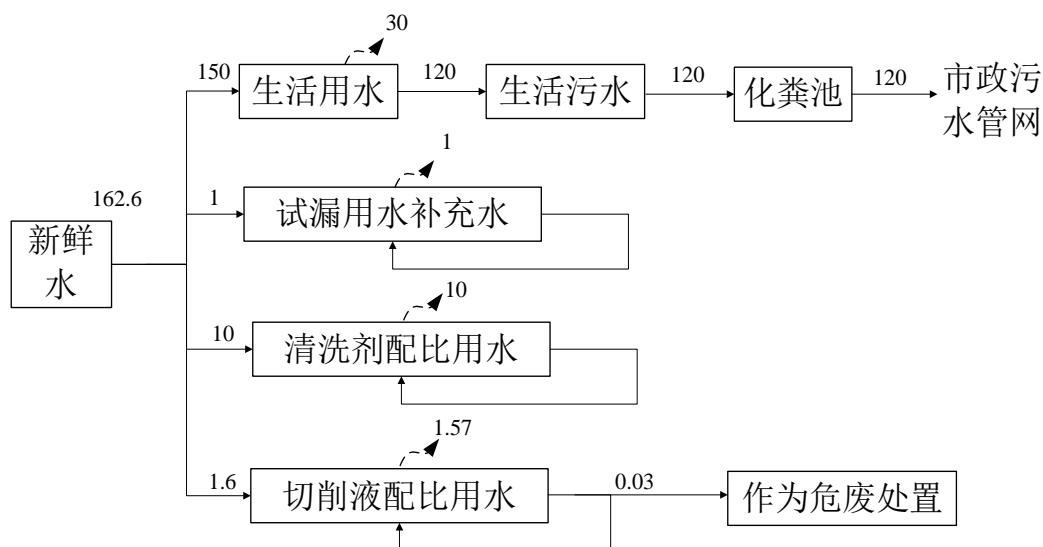 30
150
生活用水
120
生活污水
120
化粪池
120
市政污
水管网
1
162.6
1
试漏用水补充水
新鲜
水
10
10
清洗剂配比用水
1.57
1.6
切削液配比用水
0.03
作为危废处置